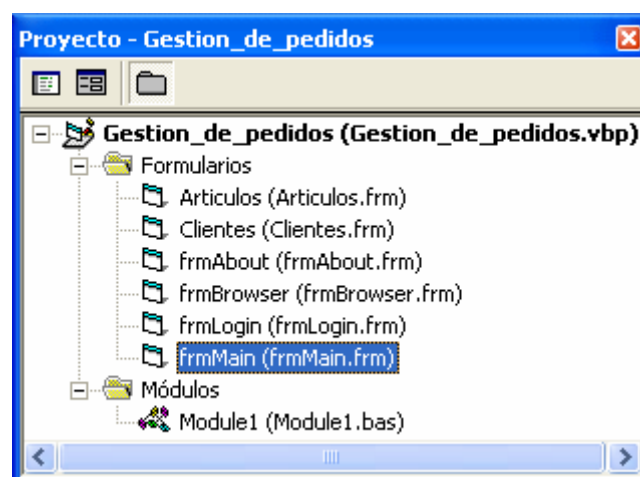 Proyecto - Gestion_de_pedidos
Gestion_de_pedidos (Gestion_de_pedidos.vbp)
Formularios
Articulos (Articulos.frm)
Clientes (Clientes.frm)
frmAbout (frmAbout.frm)
frmBrowser (frmBrowser.frm)
frmLogin (frmLogin.frm)
frmMain (frmMain.frm)
Módulos
Module1 (Module1.bas)